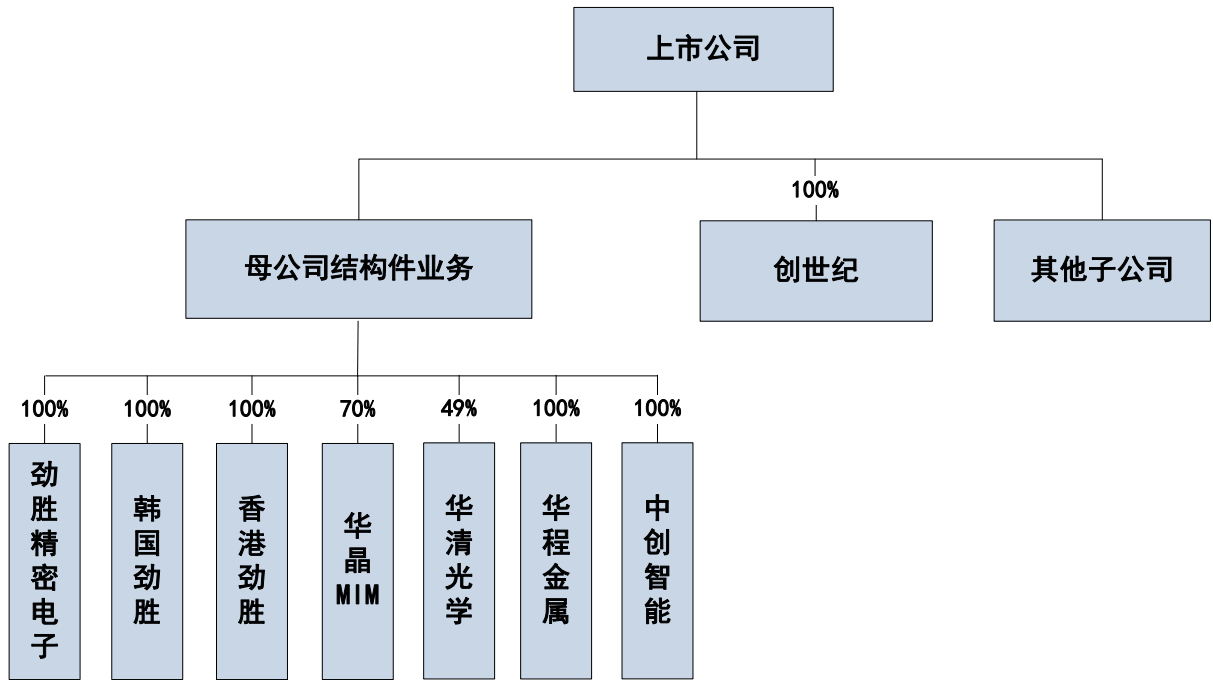 上市公司
100%
母公司结构件业务
创世纪
其他子公司
100%
100%
100%
70%
49%
100%
100%
劲胜精密电子
韩国劲胜
香港劲胜
华晶MIM
华清光学
华程金属
中创智能